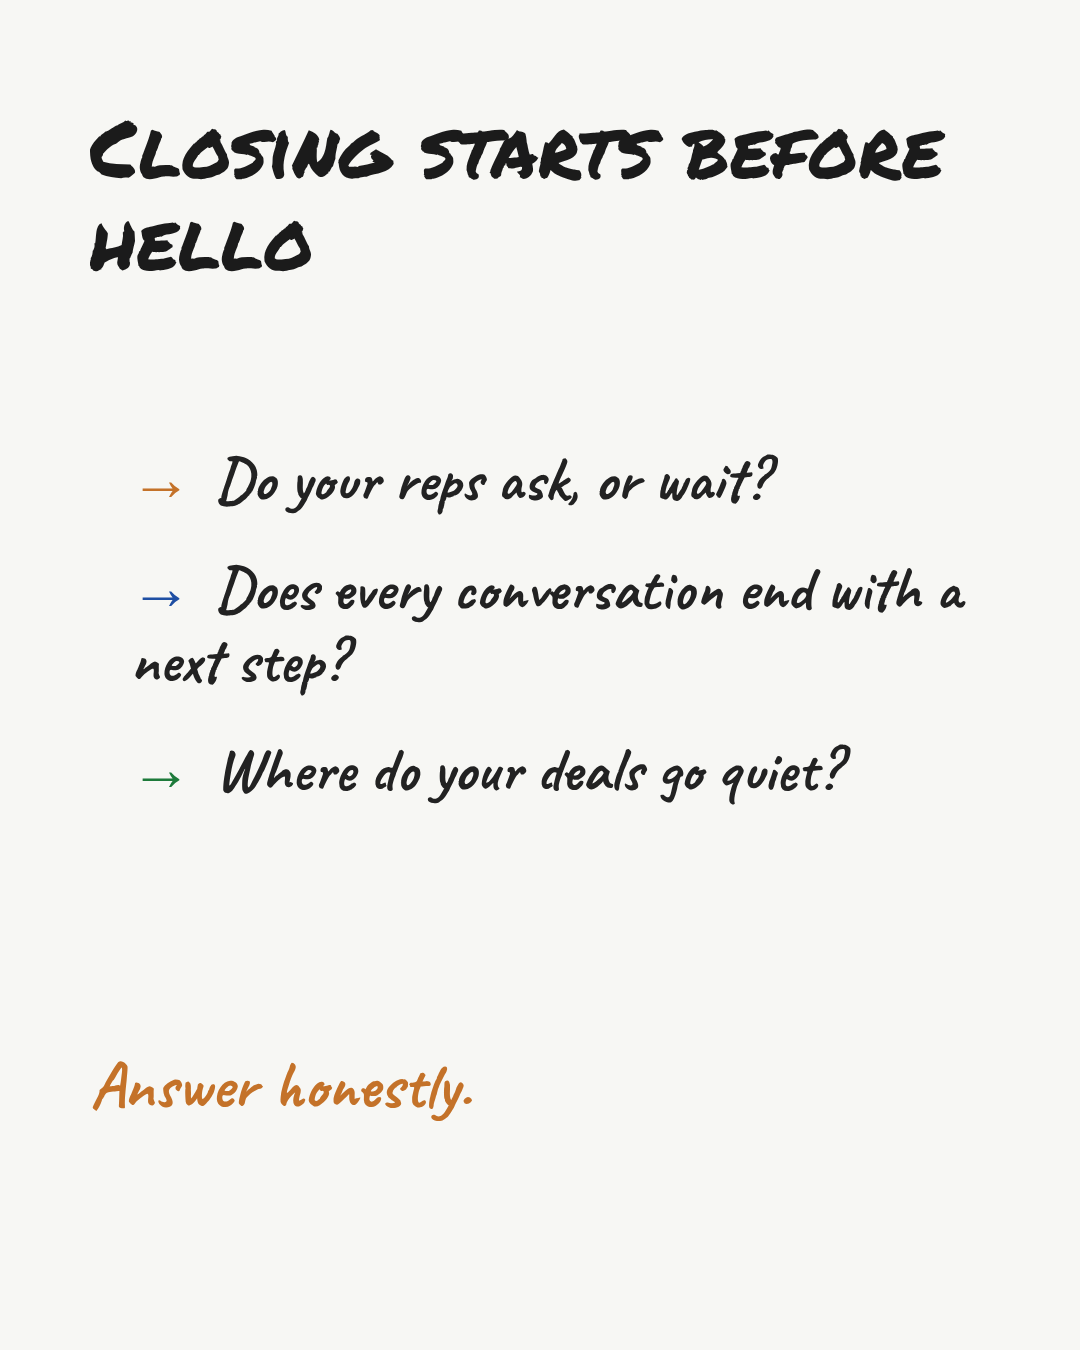 Closing starts before
hello
→ Do your reps ask, or wait?
→ Does every conversation end with a
next step?
→ Where do your deals go quiet?
Answer honestly.